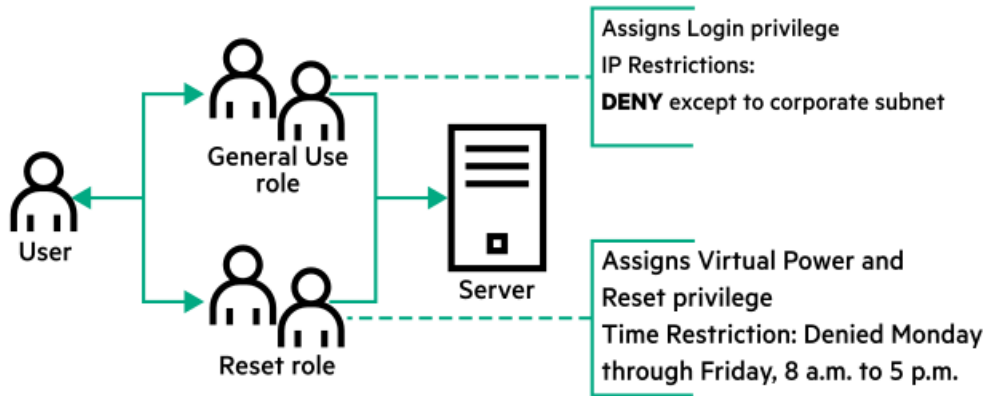 Assigns Login privilege
IP Restrictions:
DENY except to corporate subnet
General Use
role
User
Server
Assigns Virtual Power and
Reset privilege
Time Restriction: Denied Monday
through Friday, 8 a.m. to 5 p.m.
Reset role